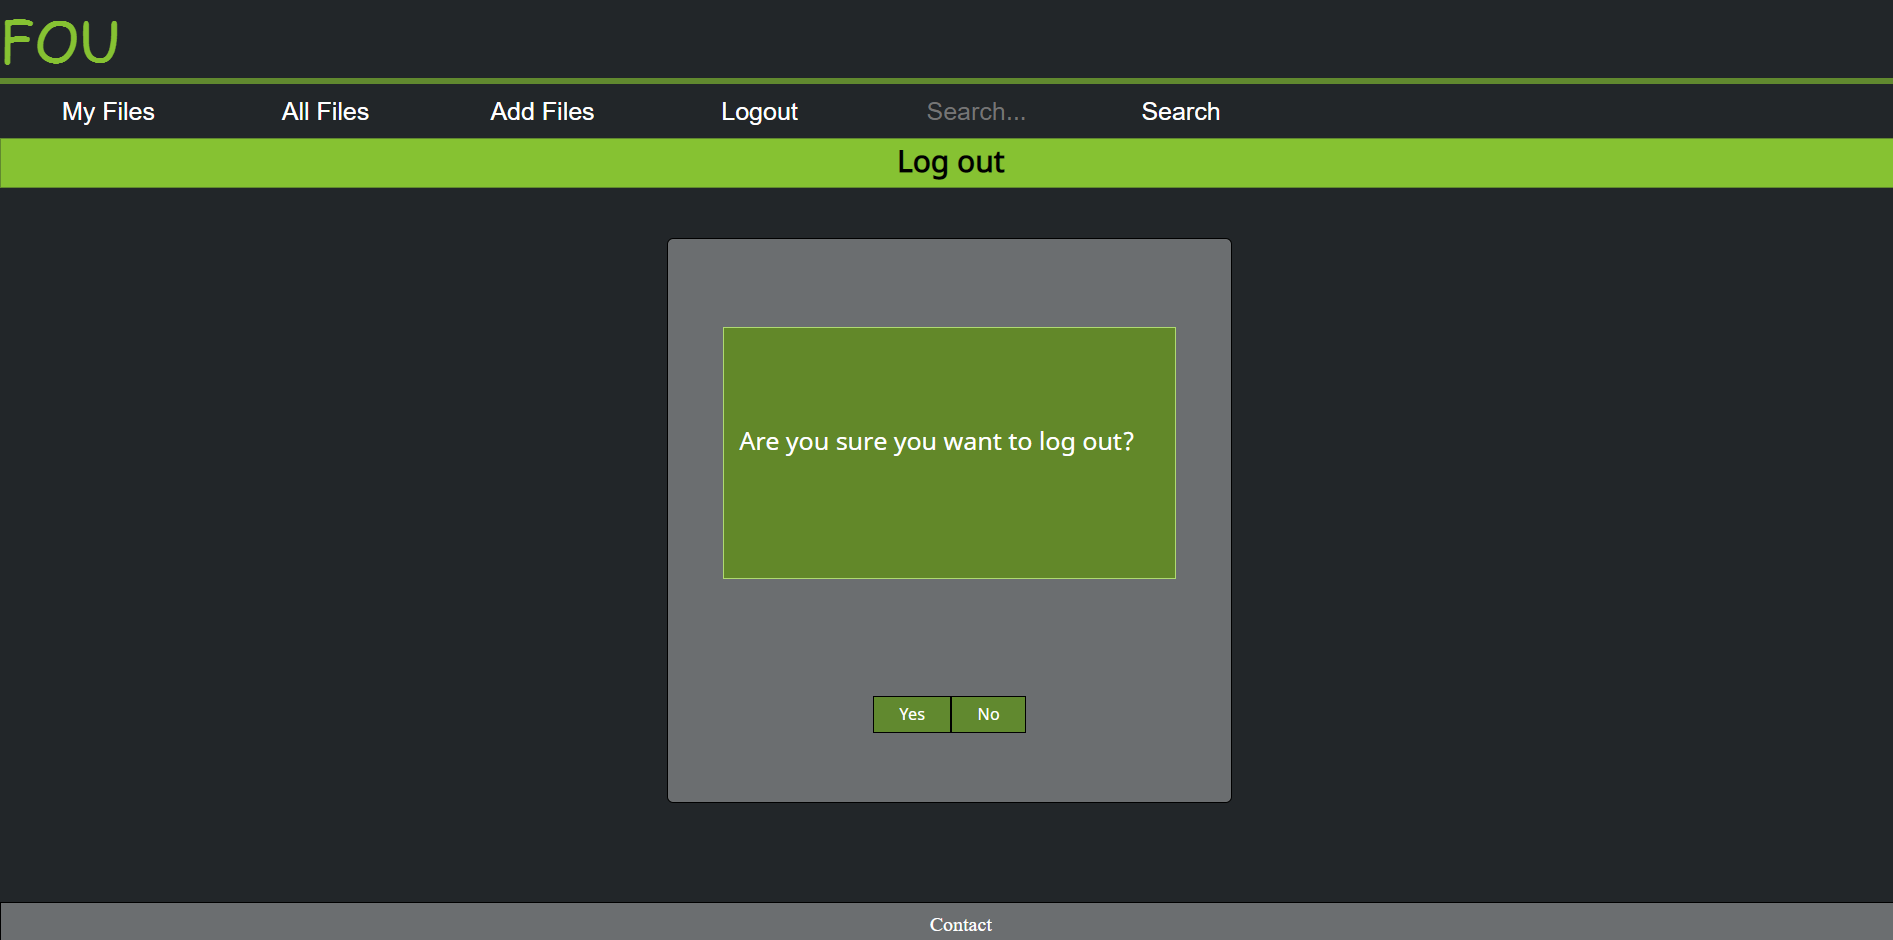 FOU
My Files All Files Add Files Logout Search... Search
Log out
Are you sure you want to log out?
Yes No
Contact